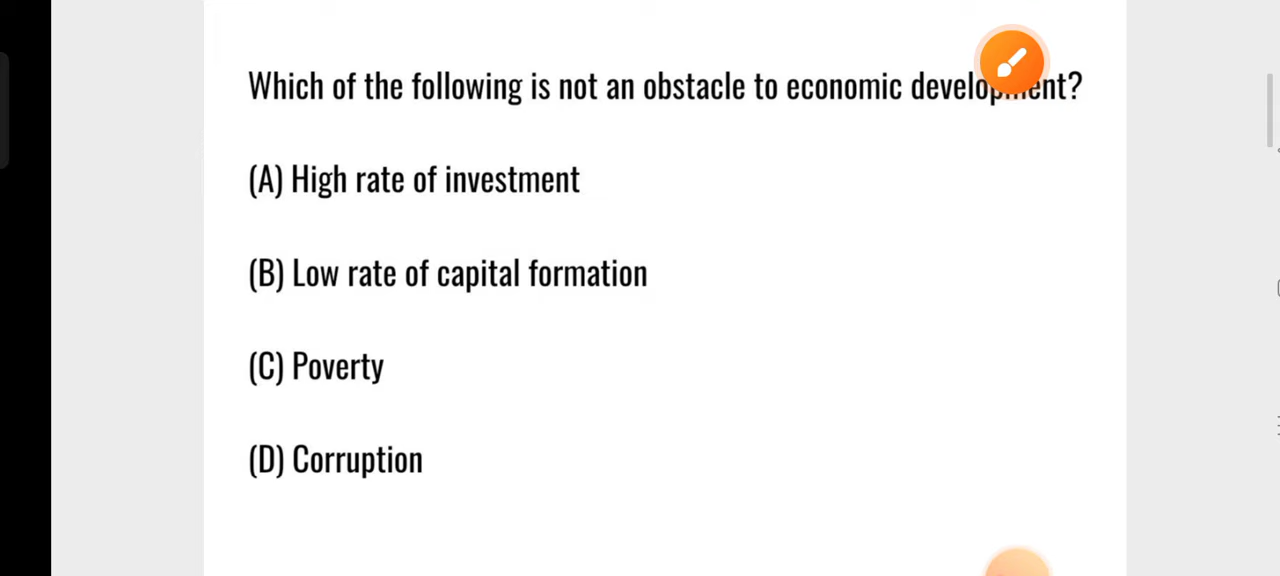 Which of the following is not an obstacle to economic development?
(A) High rate of investment
(B) Low rate of capital formation
(C) Poverty
(D) Corruption